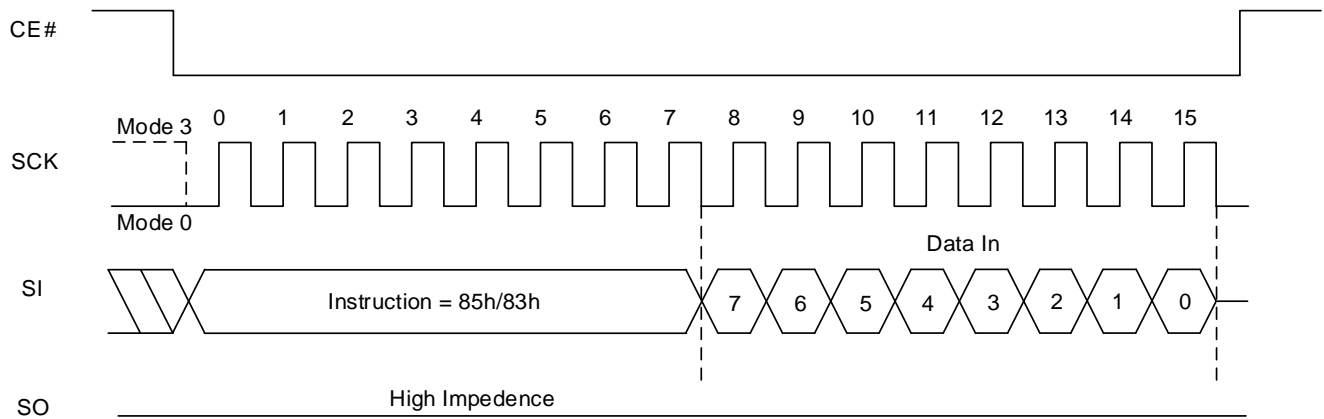 CE#
Mode 3
0 1 2 3 4 5 6 7 8 9 10 11 12 13 14 15
SCK
Mode 0
Data In
SI
Instruction = 85h/83h
7 6 5 4 3 2 1 0
High Impedence
SO